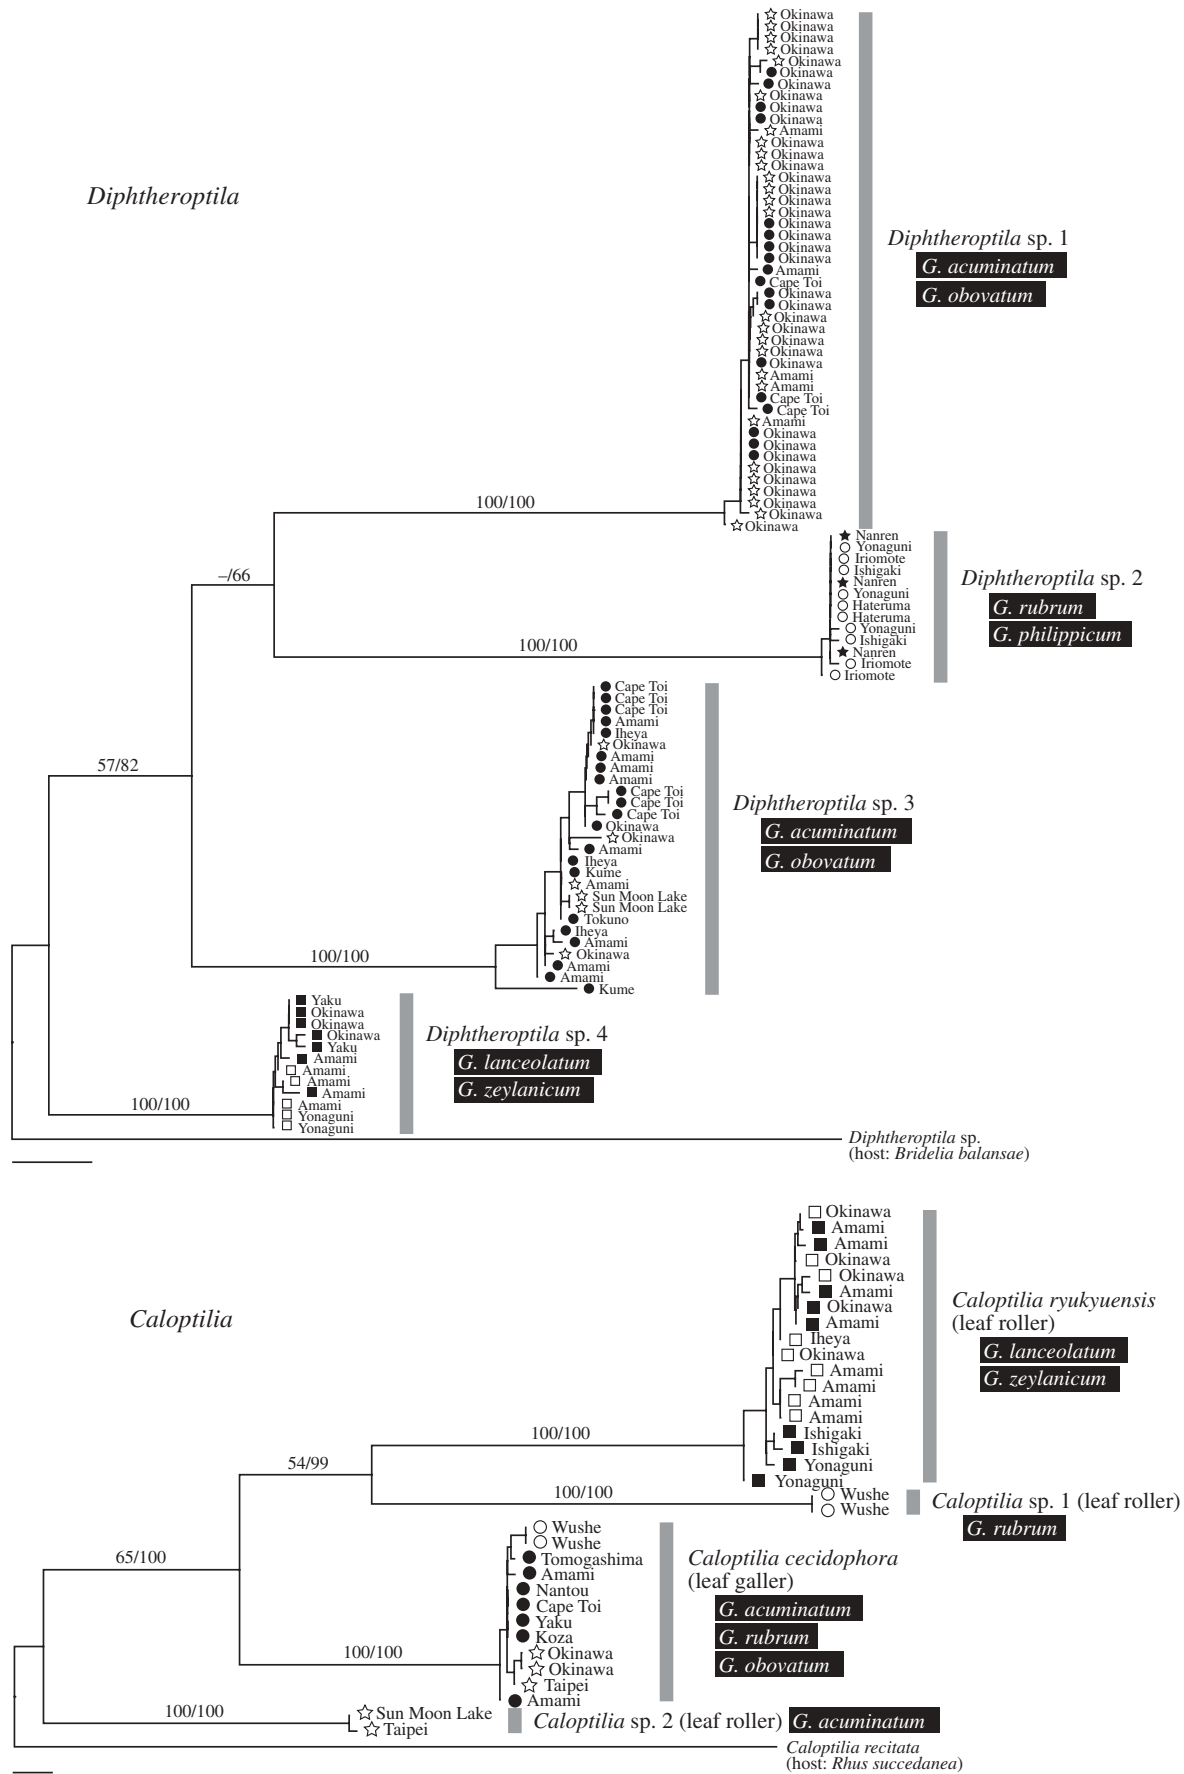 Okinawa
Okinawa
Okinawa
Okinawa
Okinawa
Okinawa
Okinawa
Okinawa
Okinawa
Okinawa
Amami
Okinawa
Okinawa
Okinawa
Okinawa
Okinawa
Okinawa
Okinawa
Okinawa
Okinawa
Okinawa
Okinawa
Amami
Cape Toi
Okinawa
Okinawa
Okinawa
Okinawa
Okinawa
Okinawa
Okinawa
Amami
Amami
Cape Toi
Cape Toi
Amami
Okinawa
Okinawa
Okinawa
Okinawa
Okinawa
Okinawa
Okinawa
Okinawa
Okinawa
Diphtheroptila
Diphtheroptila sp. 1
G. acuminatum
G. obovatum
100/100
–/66
Nanren
Yonaguni
Iriomote
Ishigaki
Nanren
Yonaguni
Hateruma
Hateruma
Yonaguni
Ishigaki
Nanren
Iriomote
Iriomote
Diphtheroptila sp. 2
G. rubrum
G. philippicum
100/100
57/82
Cape Toi
Cape Toi
Cape Toi
Amami
Iheya
Okinawa
Amami
Amami
Amami
Cape Toi
Cape Toi
Cape Toi
Okinawa
Okinawa
Amami
Iheya
Kume
Amami
Sun Moon Lake
Sun Moon Lake
Tokuno
Iheya
Amami
Okinawa
Amami
Amami
Kume
Diphtheroptila sp. 3
G. acuminatum
G. obovatum
100/100
Yaku
Okinawa
Okinawa
Okinawa
Yaku
Amami
Amami
Amami
Amami
Amami
Yonaguni
Yonaguni
Diphtheroptila sp. 4
G. lanceolatum
G. zeylanicum
100/100
Diphtheroptila sp.
(host: Bridelia balansae)
Caloptilia
Okinawa
Amami
Amami
Okinawa
Okinawa
Amami
Okinawa
Amami
Iheya
Okinawa
Amami
Amami
Amami
Amami
Ishigaki
Ishigaki
Yonaguni
Yonaguni
Caloptilia ryukyuensis
(leaf roller)
G. lanceolatum
G. zeylanicum
100/100
54/99
100/100
Wushe
Wushe
Caloptilia sp. 1 (leaf roller)
G. rubrum
65/100
Wushe
Wushe
Tomogashima
Amami
Nantou
Cape Toi
Yaku
Koza
Okinawa
Okinawa
Taipei
Amami
Caloptilia cecidophora
(leaf galler)
G. acuminatum
G. rubrum
G. obovatum
100/100
100/100
Sun Moon Lake
Taipei
Caloptilia sp. 2 (leaf roller) G. acuminatum
Caloptilia recitata
(host: Rhus succedanea)